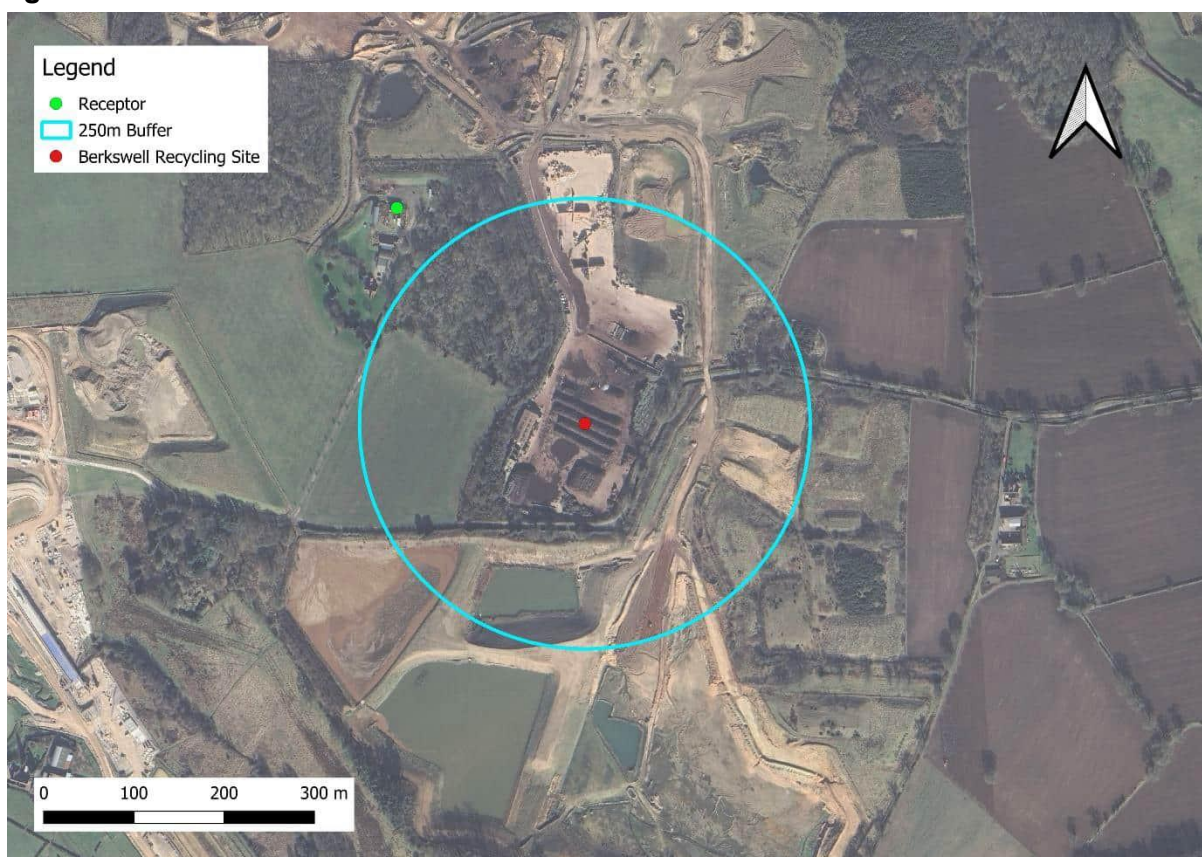 Legend
Receptor
250m Buffer
Berkswell Recycling Site
0 100 200 300 m